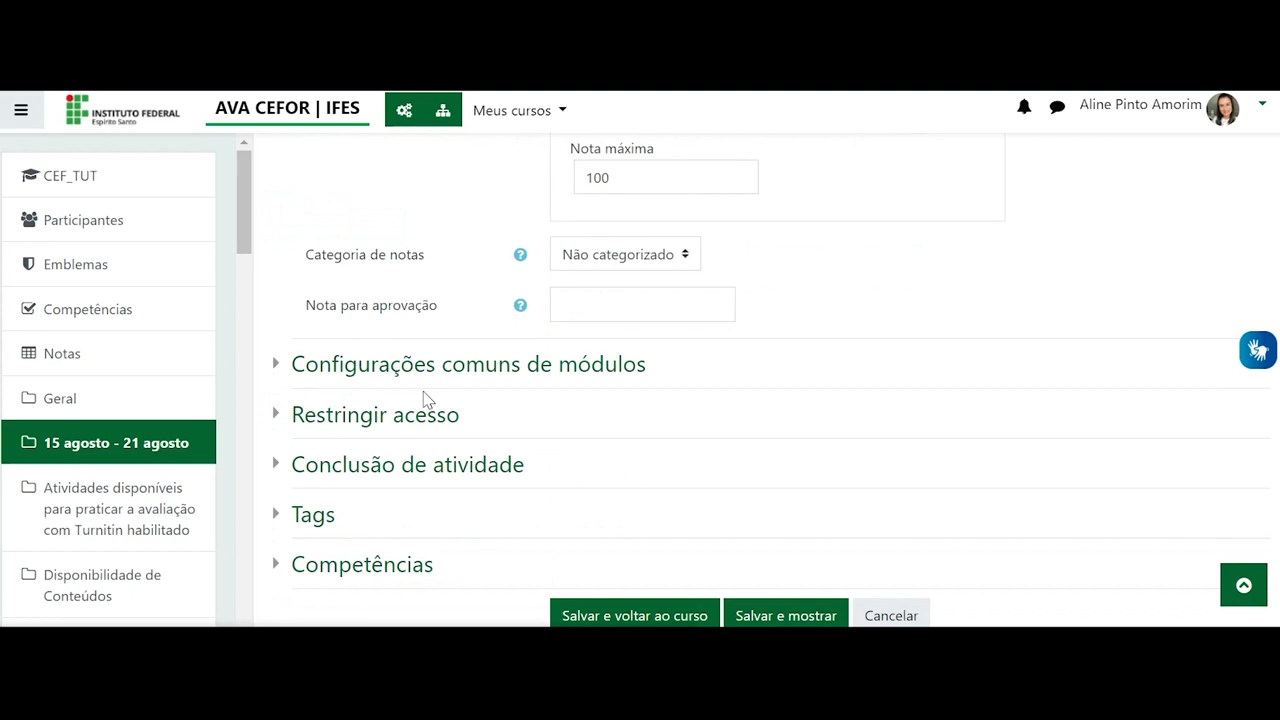 INSTITUTO FEDERAL
Espírito Santo
AVA CEFOR | IFES
Meus cursos
Aline Pinto Amorim
CEF_TUT
Participantes
Emblemas
Competências
Notas
Geral
15 agosto - 21 agosto
Atividades disponíveis
para praticar a avaliação
com Turnitin habilitado
Disponibilidade de
Conteúdos
Nota máxima
100
Categoria de notas
Não categorizado
Nota para aprovação
Configurações comuns de módulos
Restringir acesso
Conclusão de atividade
Tags
Competências
Salvar e voltar ao curso
Salvar e mostrar
Cancelar